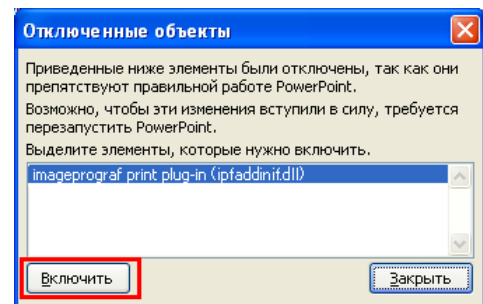 Отключенные объекты
Приведенные ниже элементы были отключены, так как они
препятствуют правильной работе PowerPoint.
Возможно, чтобы эти изменения вступили в силу, требуется
перезапустить PowerPoint.
Выделите элементы, которые нужно включить.
imageprograf print plug-in (ipfaddinif.dll)
Включить Закрыть